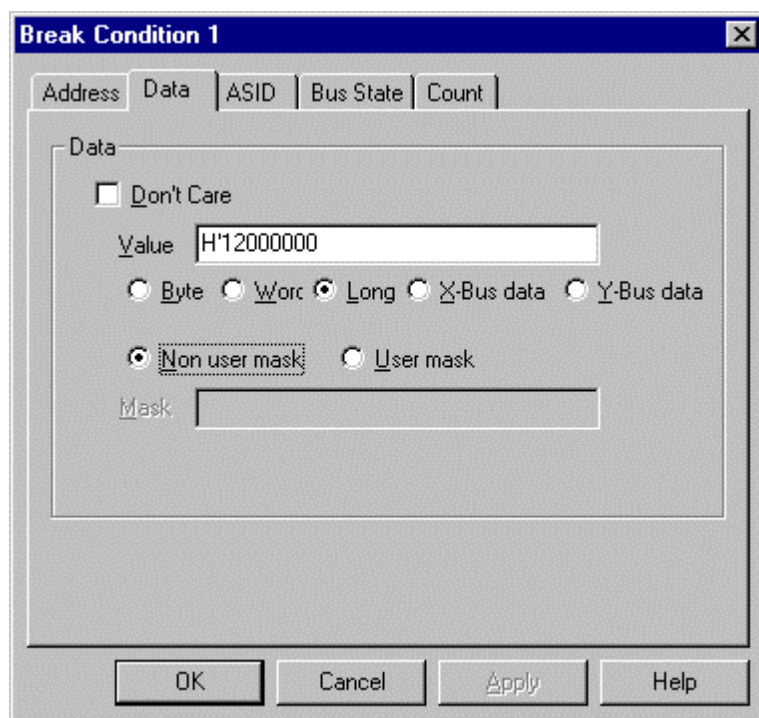 Break Condition 1
Address Data ASID Bus State Count
Data
Don't Care
Value H'12000000
Byte Worc Long X-Bus data Y-Bus data
Non user mask User mask
Mask
OK Cancel Apply Help